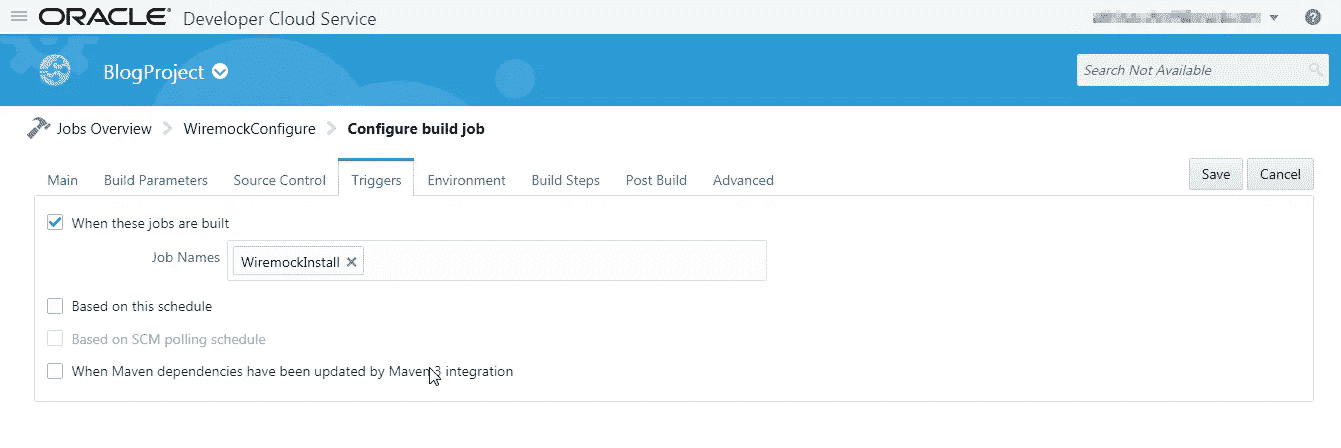 ORACLE® Developer Cloud Service
?
BlogProject
Search Not Available
Jobs Overview > WiremockConfigure > Configure build job
Main Build Parameters Source Control Triggers Environment Build Steps Post Build Advanced Save Cancel
When these jobs are built
Job Names WiremockInstall ×
Based on this schedule
Based on SCM polling schedule
When Maven dependencies have been updated by Maven 3 integration